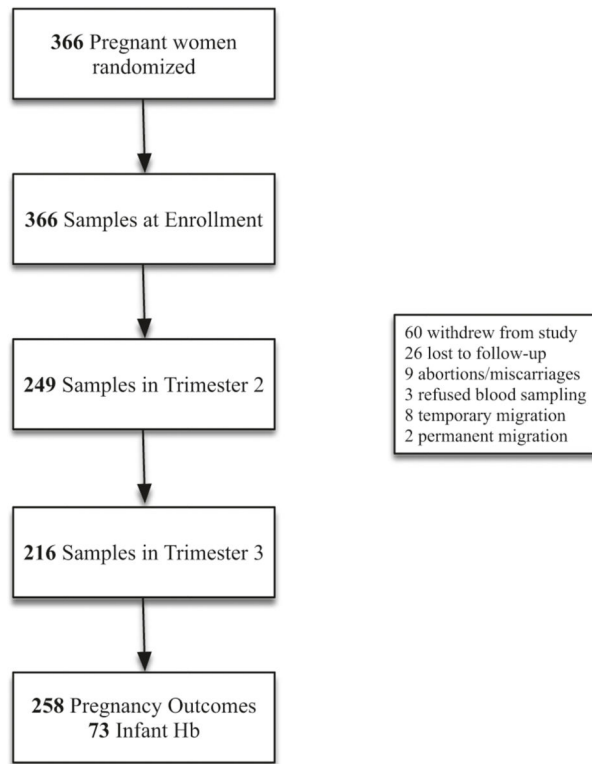 366 Pregnant women
randomized
366 Samples at Enrollment
249 Samples in Trimester 2
60 withdrew from study
26 lost to follow-up
9 abortions/miscarriages
3 refused blood sampling
8 temporary migration
2 permanent migration
216 Samples in Trimester 3
258 Pregnancy Outcomes
73 Infant Hb